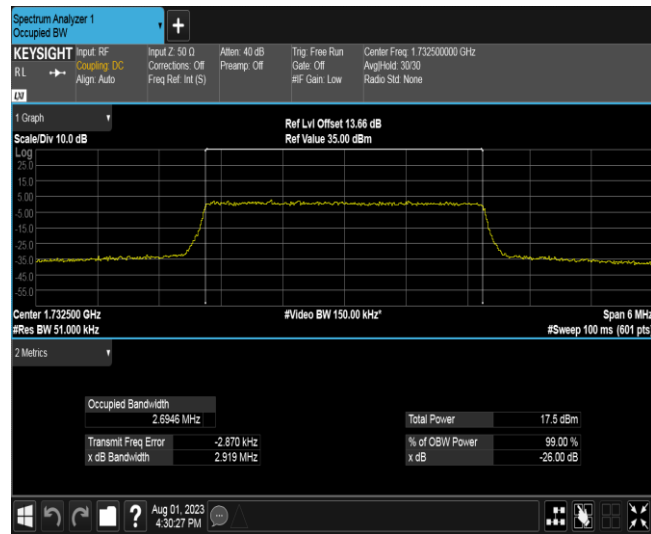 Spectrum Analyzer 1
Occupied BW
+
KEYSIGHT
RL
LXI
Input: RF
Coupling: DC
Align: Auto
Input Z: 50 Ω
Corrections: Off
Freq Ref: Int (S)
Atten: 40 dB
Preamp: Off
Trig: Free Run
Gate: Off
#IF Gain: Low
Center Freq: 1.732500000 GHz
Avg|Hold: 30/30
Radio Std: None
1 Graph
Scale/Div 10.0 dB
Ref Lvl Offset 13.66 dB
Ref Value 35.00 dBm
Log
25.0
15.0
5.00
-5.00
-15.0
-25.0
-35.0
-45.0
-55.0
Center 1.732500 GHz
#Res BW 51.000 kHz
#Video BW 150.00 kHz*
Span 6 MHz
#Sweep 100 ms (601 pts)
2 Metrics
Occupied Bandwidth
2.6946 MHz
Transmit Freq Error -2.870 kHz
x dB Bandwidth 2.919 MHz
Total Power 17.5 dBm
% of OBW Power 99.00 %
x dB -26.00 dB
?
Aug 01, 2023
4:30:27 PM